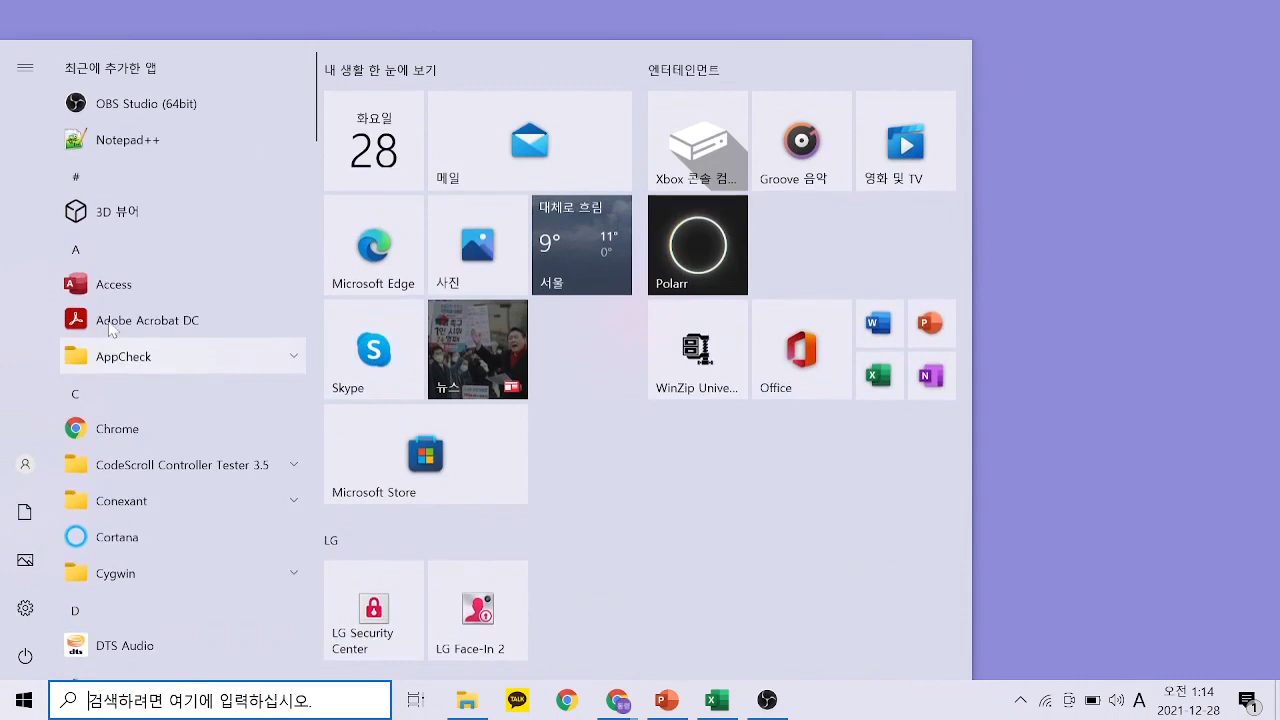 최근에 추가한 앱
OBS Studio (64bit)
Notepad++
#
3D 뷰어
A
Access
Adobe Acrobat DC
AppCheck
C
Chrome
CodeScroll Controller Tester 3.5
Conexant
Cortana
Cygwin
D
DTS Audio
내 생활 한 눈에 보기
화요일
28
메일
Microsoft Edge
사진
대체로 흐림
9°
11°
0°
서울
Skype
뉴스
Microsoft Store
LG
LG Security
Center
LG Face-In 2
엔터테인먼트
Xbox 콘솔 컴...
Groove 음악
영화 및 TV
Polarr
WinZip Unive...
Office
검색하려면 여기에 입력하십시오.
TALK
동령
A
오전 1:14
2021-12-28
1